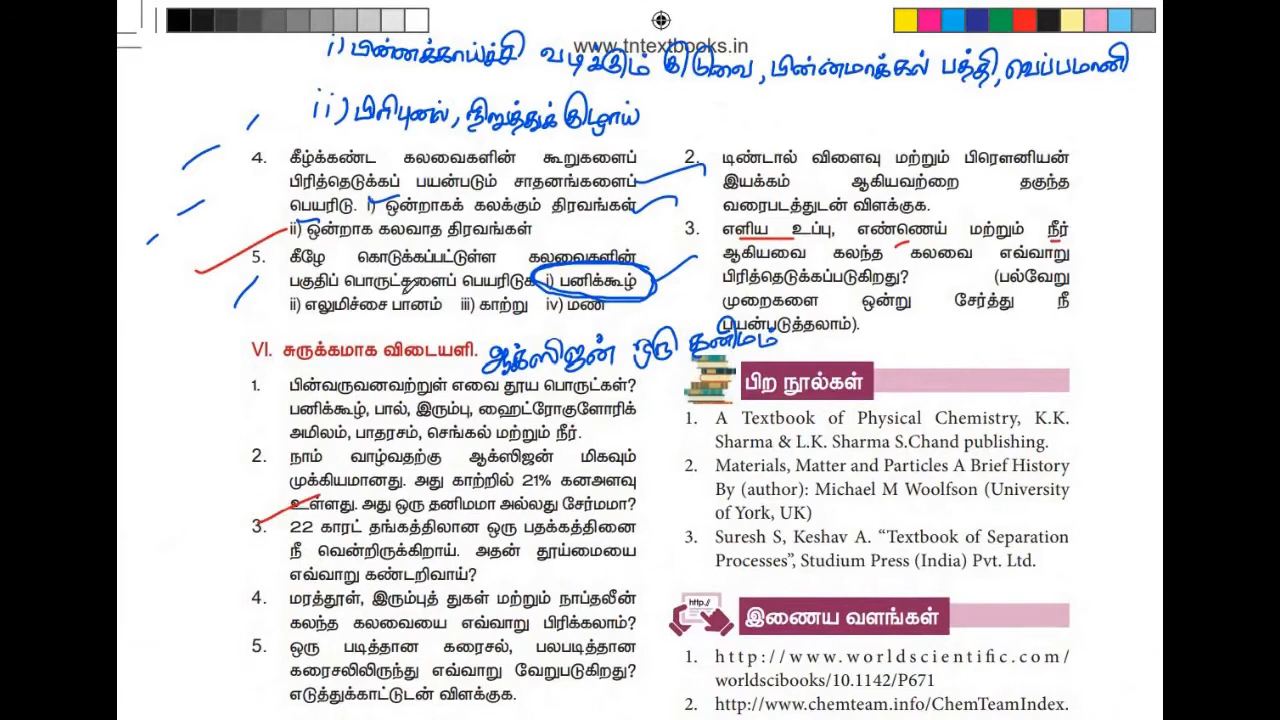 www.tntextbooks.in
i) பின்னக்காய்ச்சி வடிக்கும் குடுவை, பின்னமாக்கல் பத்தி, வெப்பமானி
ii) பிரிபுனல், நிறுத்துக் குழாய்
4. கீழ்க்கண்ட கலவைகளின் கூறுகளைப்
பிரித்தெடுக்கப் பயன்படும் சாதனங்களைப்
பெயரிடு. i) ஒன்றாகக் கலக்கும் திரவங்கள்
ii) ஒன்றாக கலவாத திரவங்கள்
5. கீழே கொடுக்கப்பட்டுள்ள கலவைகளின்
பகுதிப் பொருட்களைப் பெயரிடுக i) பனிக்கூழ்
ii) எலுமிச்சை பானம் iii) காற்று iv) மண்
VI. சுருக்கமாக விடையளி.
ஆக்ஸிஜன் ஒரு தனிமம்
1. பின்வருவனவற்றுள் எவை தூய பொருட்கள்?
பனிக்கூழ், பால், இரும்பு, ஹைட்ரோகுளோரிக்
அமிலம், பாதரசம், செங்கல் மற்றும் நீர்.
2. நாம் வாழ்வதற்கு ஆக்ஸிஜன் மிகவும்
முக்கியமானது. அது காற்றில் 21% கனஅளவு
உள்ளது. அது ஒரு தனிமமா அல்லது சேர்மமா?
3. 22 காரட் தங்கத்திலான ஒரு பதக்கத்தினை
நீ வென்றிருக்கிறாய். அதன் தூய்மையை
எவ்வாறு கண்டறிவாய்?
4. மரத்தூள், இரும்புத் துகள் மற்றும் நாப்தலீன்
கலந்த கலவையை எவ்வாறு பிரிக்கலாம்?
5. ஒரு படித்தான கரைசல், பலபடித்தான
கரைசலிலிருந்து எவ்வாறு வேறுபடுகிறது?
எடுத்துக்காட்டுடன் விளக்குக.
2. டிண்டால் விளைவு மற்றும் பிரௌனியன்
இயக்கம் ஆகியவற்றை தகுந்த
வரைபடத்துடன் விளக்குக.
3. எளிய உப்பு, எண்ணெய் மற்றும் நீர்
ஆகியவை கலந்த கலவை எவ்வாறு
பிரித்தெடுக்கப்படுகிறது? (பல்வேறு
முறைகளை ஒன்று சேர்த்து நீ
பயன்படுத்தலாம்).
பிற நூல்கள்
1. A Textbook of Physical Chemistry, K.K.
Sharma & L.K. Sharma S.Chand publishing.
2. Materials, Matter and Particles A Brief History
By (author): Michael M Woolfson (University
of York, UK)
3. Suresh S, Keshav A. “Textbook of Separation
Processes”, Studium Press (India) Pvt. Ltd.
http://
இணைய வளங்கள்
1. http://www.worldscientific.com/
worldscibooks/10.1142/P671
2. http://www.chemteam.info/ChemTeamIndex.